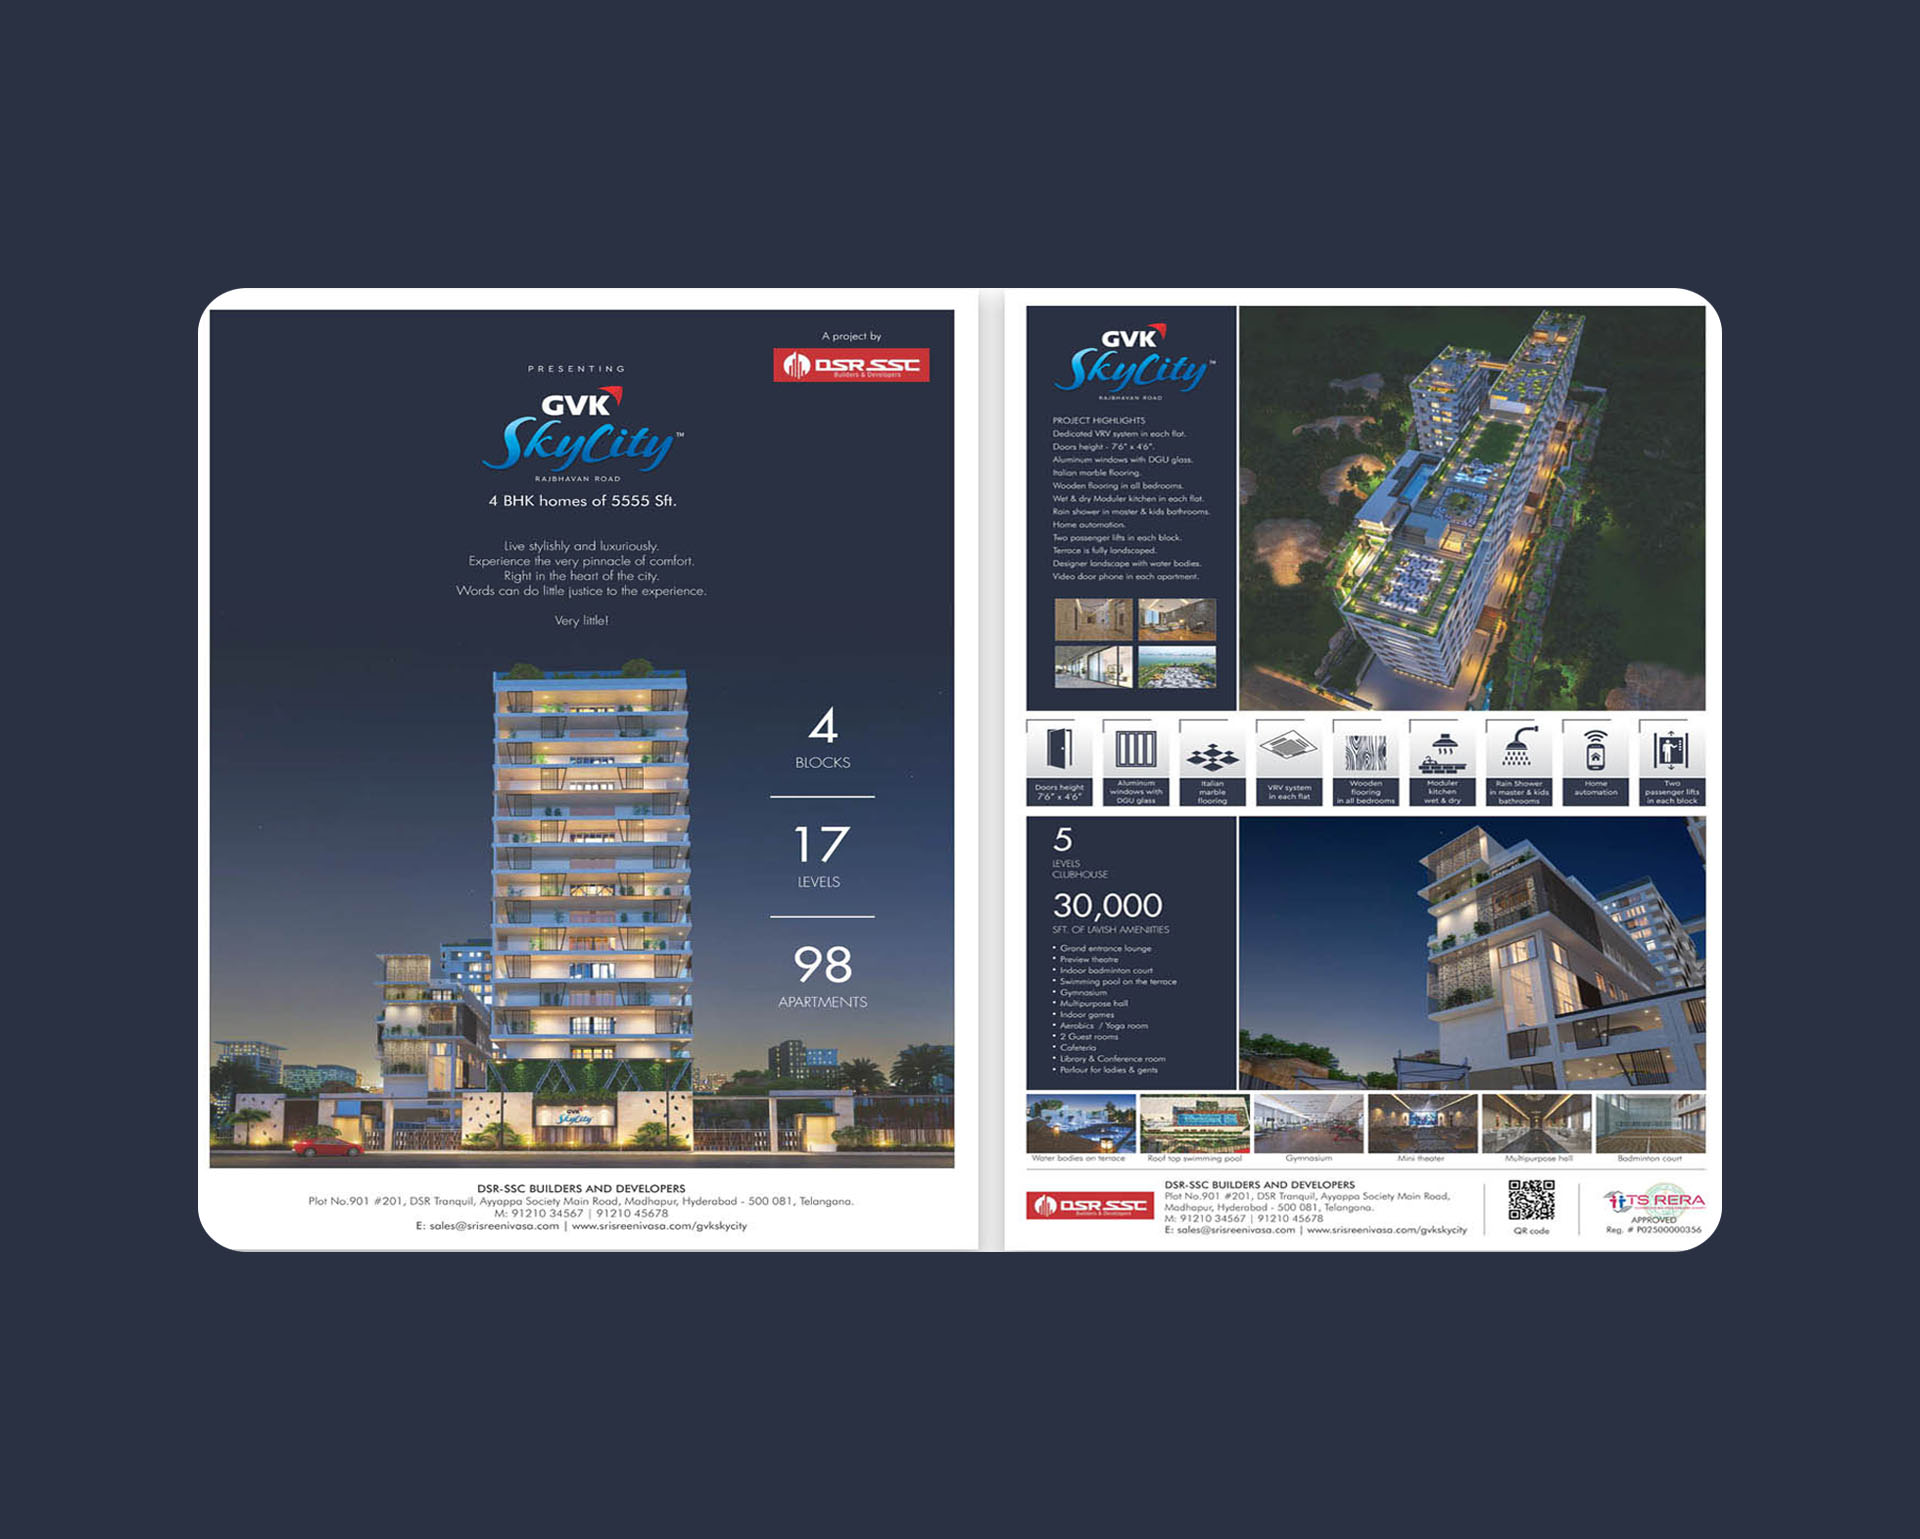 A project by
DSR SSC
Builders & Developers
PRESENTING
GVK
SkyCity™
RAJBHAVAN ROAD
4 BHK homes of 5555 Sft.
Live stylishly and luxuriously.
Experience the very pinnacle of comfort.
Right in the heart of the city.
Words can do little justice to the experience.
Very little!
4
BLOCKS
17
LEVELS
98
APARTMENTS
GVK
SkyCity
DSR-SSC BUILDERS AND DEVELOPERS
Plot No.901 #201, DSR Tranquil, Ayyappa Society Main Road, Madhapur, Hyderabad - 500 081, Telangana.
M: 91210 34567 | 91210 45678
E: sales@srisreenivasa.com | www.srisreenivasa.com/gvkskycity
GVK
SkyCity™
RAJBHAVAN ROAD
PROJECT HIGHLIGHTS
Dedicated VRV system in each flat.
Doors height - 7'6" x 4'6".
Aluminum windows with DGU glass.
Italian marble flooring.
Wooden flooring in all bedrooms.
Wet & dry Moduler kitchen in each flat.
Rain shower in master & kids bathrooms.
Home automation.
Two passenger lifts in each block.
Terrace is fully landscaped.
Designer landscape with water bodies.
Video door phone in each apartment.
Doors height
7'6" x 4'6"
Aluminum
windows with
DGU glass
Italian
marble
flooring
VRV system
in each flat
Wooden
flooring
in all bedrooms
Moduler
kitchen
wet & dry
Rain Shower
in master & kids
bathrooms
Home
automation
Two
passenger lifts
in each block
5
LEVELS
CLUBHOUSE
30,000
SFT. OF LAVISH AMENITIES
• Grand entrance lounge
• Preview theatre
• Indoor badminton court
• Swimming pool on the terrace
• Gymnasium
• Multipurpose hall
• Indoor games
• Aerobics / Yoga room
• 2 Guest rooms
• Cafeteria
• Library & Conference room
• Parlour for ladies & gents
Water bodies on terrace
Roof top swimming pool
Gymnasium
Mini theater
Multipurpose hall
Badminton court
DSR SSC
Builders & Developers
DSR-SSC BUILDERS AND DEVELOPERS
Plot No.901 #201, DSR Tranquil, Ayyappa Society Main Road,
Madhapur, Hyderabad - 500 081, Telangana.
M: 91210 34567 | 91210 45678
E: sales@srisreenivasa.com | www.srisreenivasa.com/gvkskycity
QR code
TS RERA
APPROVED
Reg. # P02500000356